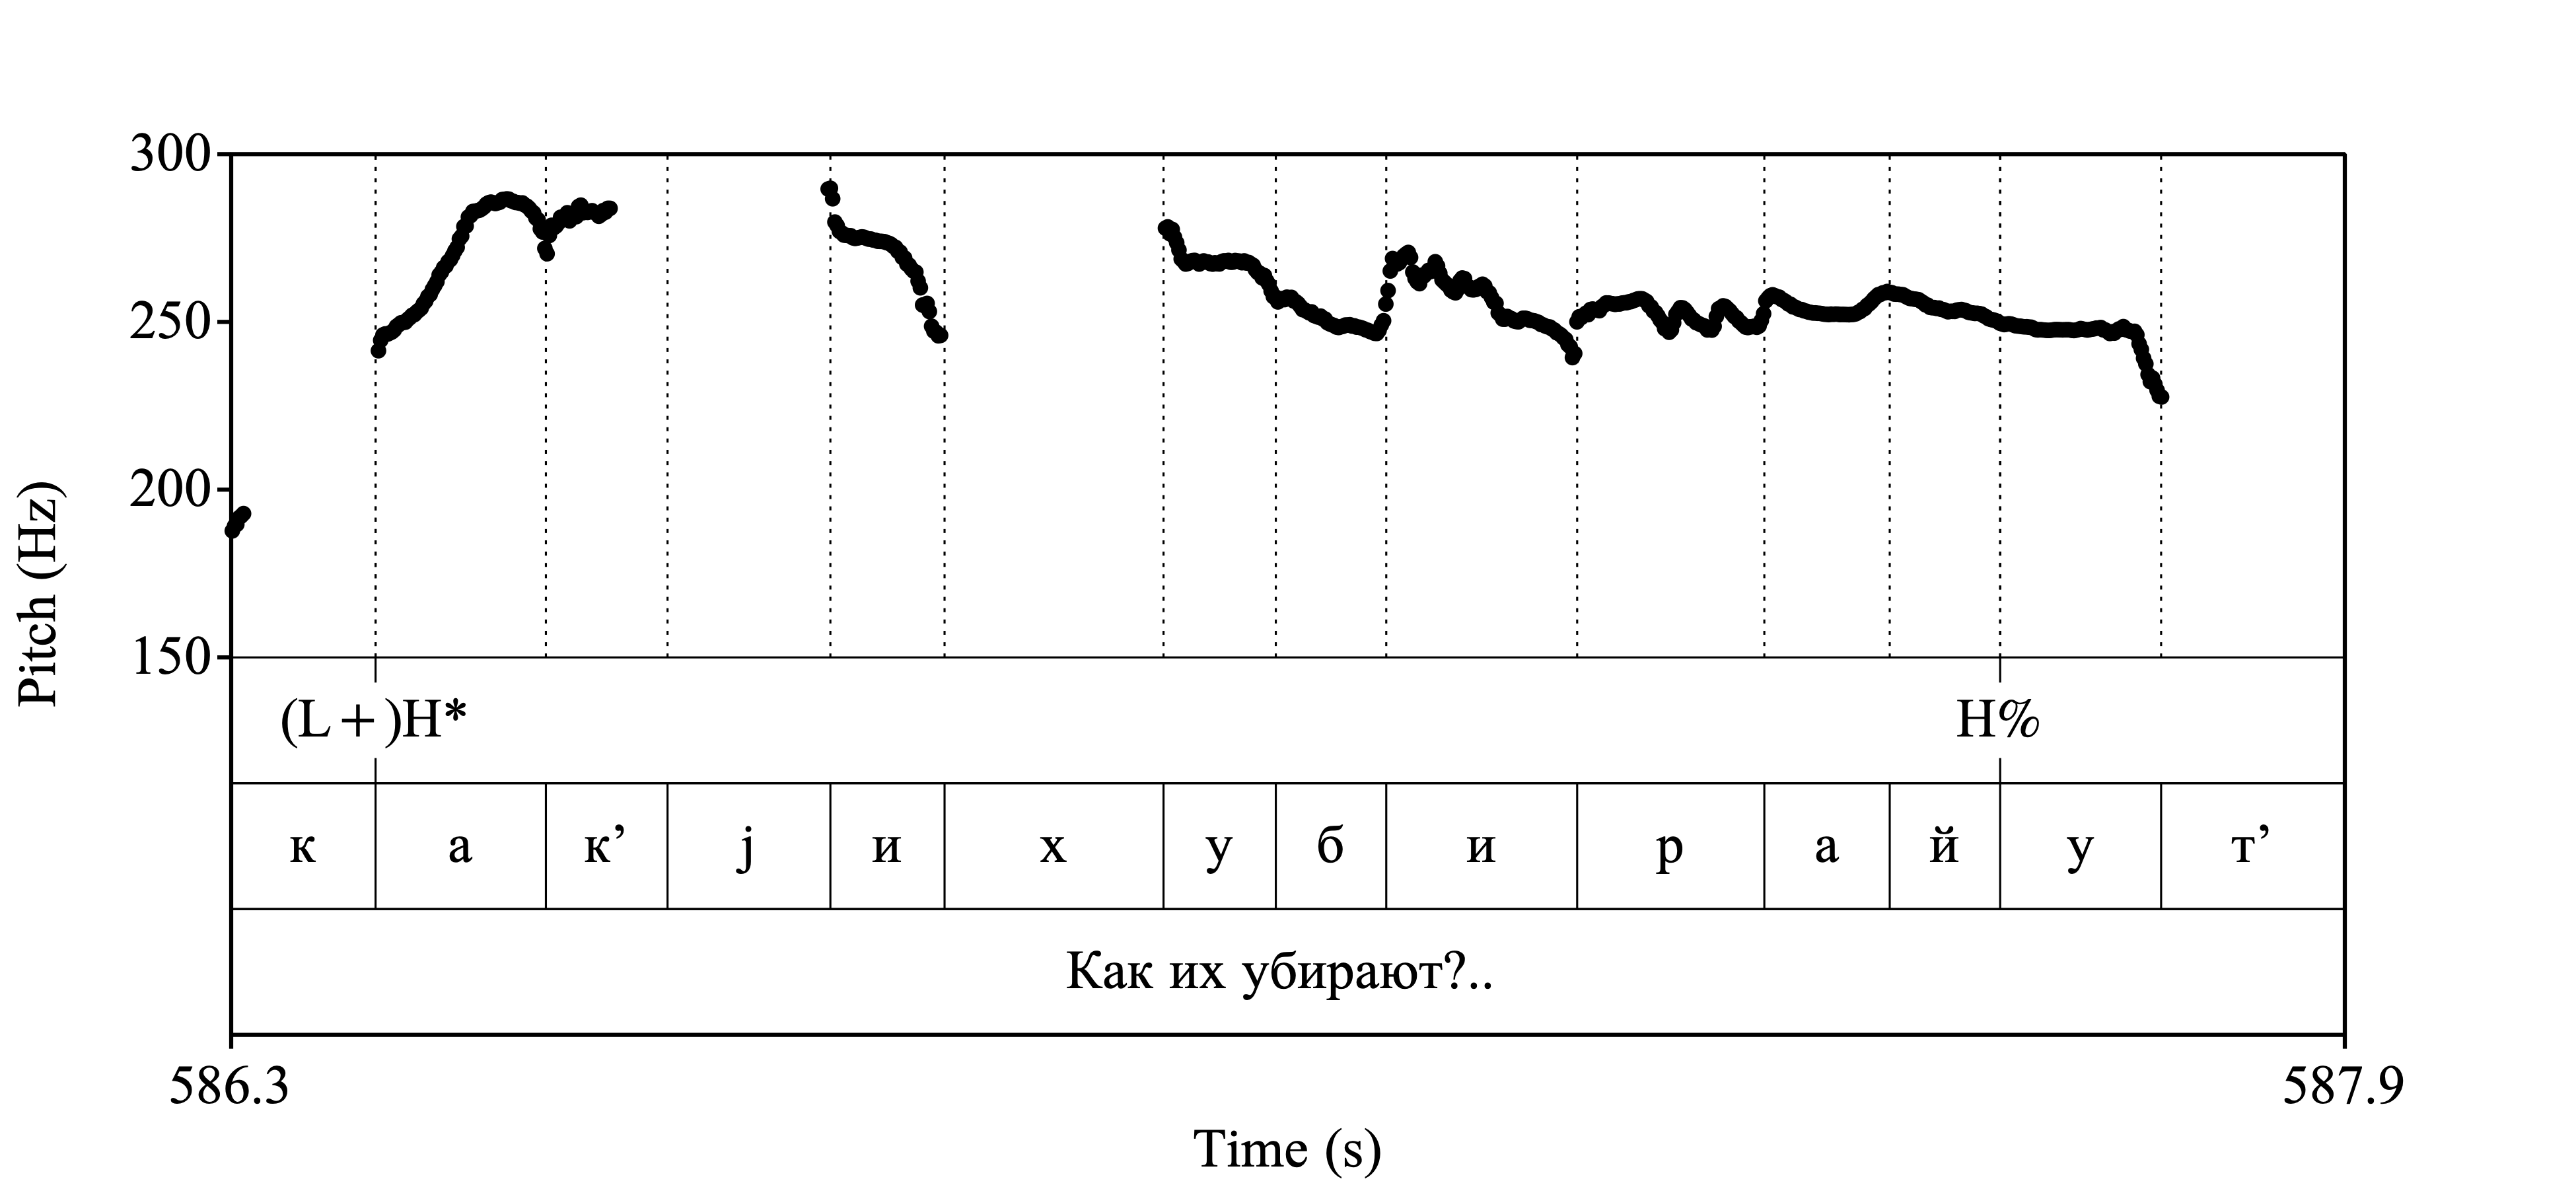 300
250
200
150
Pitch (Hz)
(L+)H* H%
к а к’ j и х у б и р а й у т’
Как их убирают?..
586.3 587.9
Time (s)